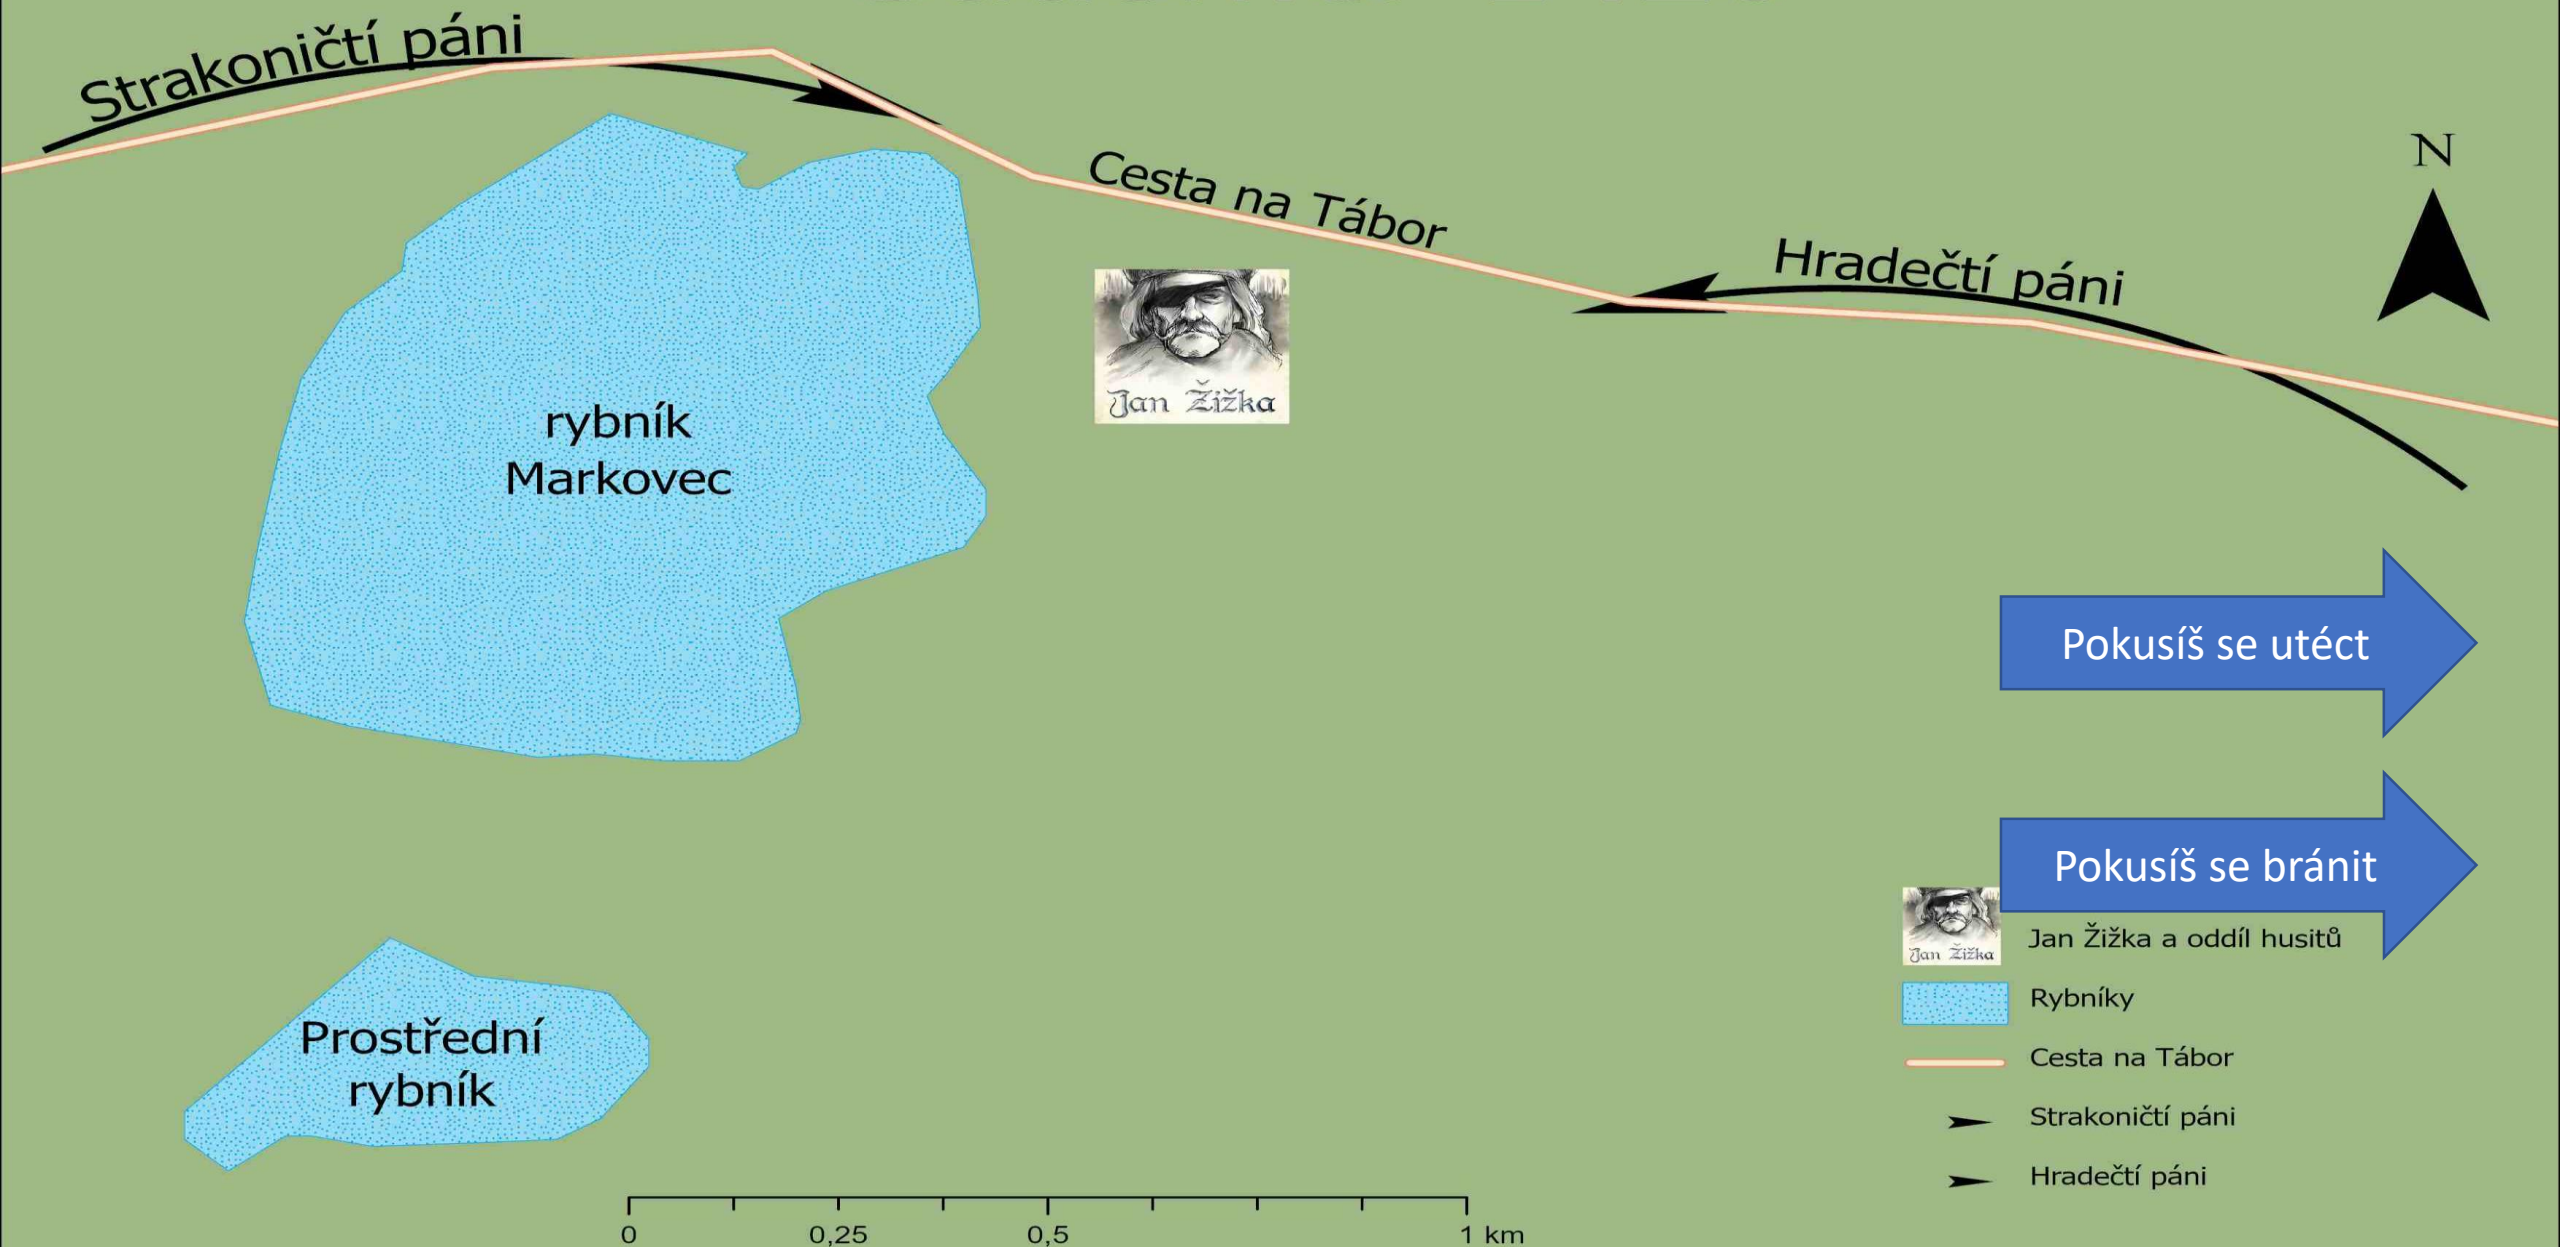 Strakoničtí páni
Cesta na Tábor
N
Hradečtí páni
Jan Žižka
rybník
Markovec
Pokusíš se utéct
Pokusíš se bránit
Jan Žižka
Jan Žižka a oddíl husitů
Rybníky
Prostřední
rybník
Cesta na Tábor
Strakoničtí páni
Hradečtí páni
0 0,25 0,5 1 km